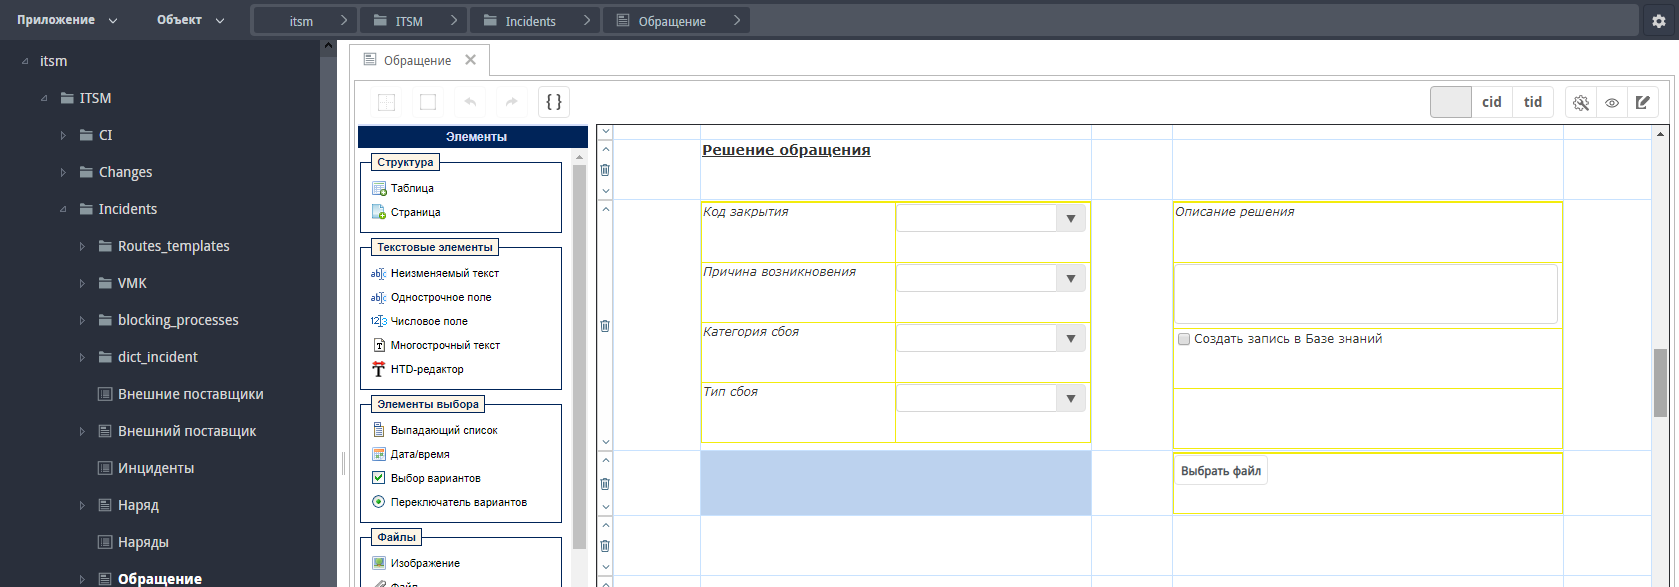 Приложение Объект itsm ITSM Incidents Обращение
itsm
ITSM
CI
Changes
Incidents
Routes_templates
VMK
blocking_processes
dict_incident
Внешние поставщики
Внешний поставщик
Инциденты
Наряд
Наряды
Обращение
Обращение
{ } cid tid
Элементы
Структура
Таблица
Страница
Текстовые элементы
Неизменяемый текст
Однострочное поле
Числовое поле
Многострочный текст
HTD-редактор
Элементы выбора
Выпадающий список
Дата/время
Выбор вариантов
Переключатель вариантов
Файлы
Изображение
Файл
Решение обращения
Код закрытия
Причина возникновения
Категория сбоя
Тип сбоя
Описание решения
Создать запись в Базе знаний
Выбрать файл